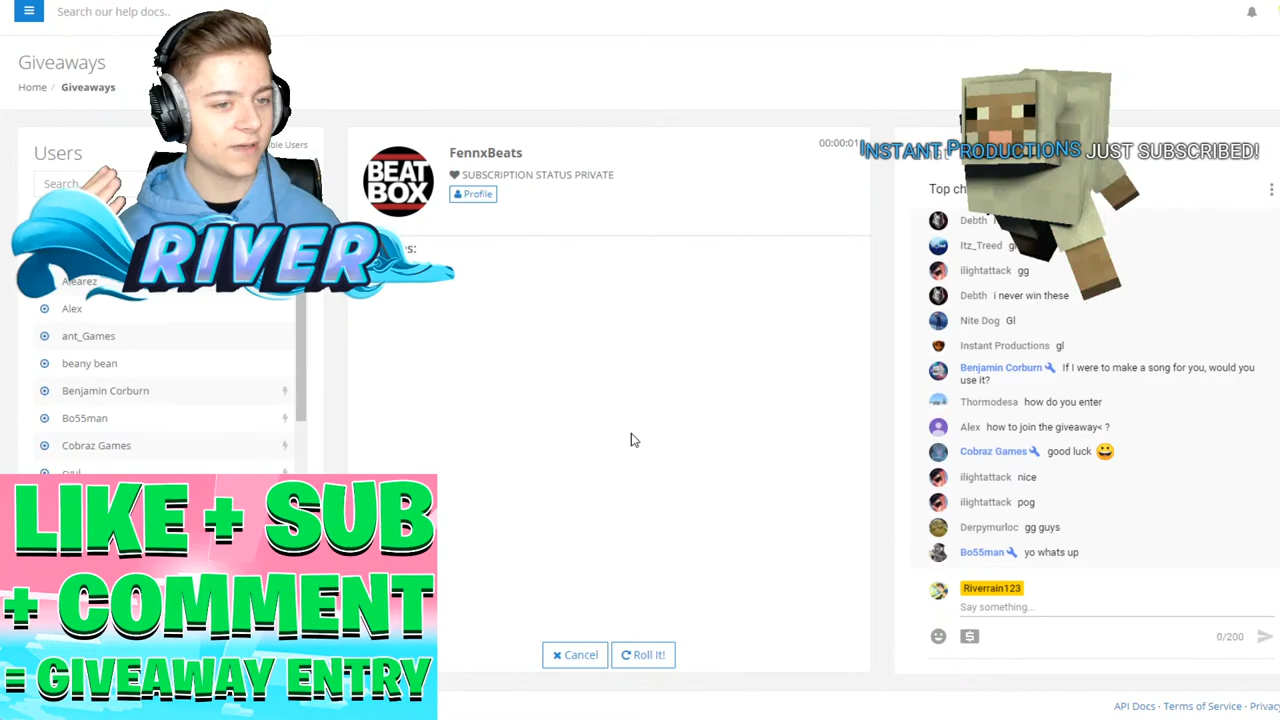 Search our help docs..
Giveaways
Home / Giveaways
Users
Search...
Alearez
Alex
ant_Games
beany bean
Benjamin Corburn
Bo55man
Cobraz Games
RIVER
LIKE + SUB
+ COMMENT
= GIVEAWAY ENTRY
FennxBeats
SUBSCRIPTION STATUS PRIVATE
Profile
BEAT
BOX
00:00:01
Cancel
Roll It!
INSTANT PRODUCTIONS JUST SUBSCRIBED!
Top
Debth
Itz_Treed
ilightattack gg
Debth i never win these
Nite Dog Gl
Instant Productions gl
Benjamin Corburn If I were to make a song for you, would you
use it?
Thormodesa how do you enter
Alex how to join the giveaway< ?
Cobraz Games good luck
ilightattack nice
ilightattack pog
Derpymurloc gg guys
Bo55man yo whats up
Riverrain123
Say something...
0/200
API Docs · Terms of Service · Privac